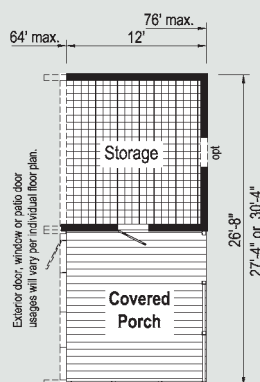 76' max.
64' max.
12'
Storage
opt
26'-8"
27'-4" or 30'-4"
Exterior door, window or patio door
usages will vary per individual floor plan.
Covered
Porch